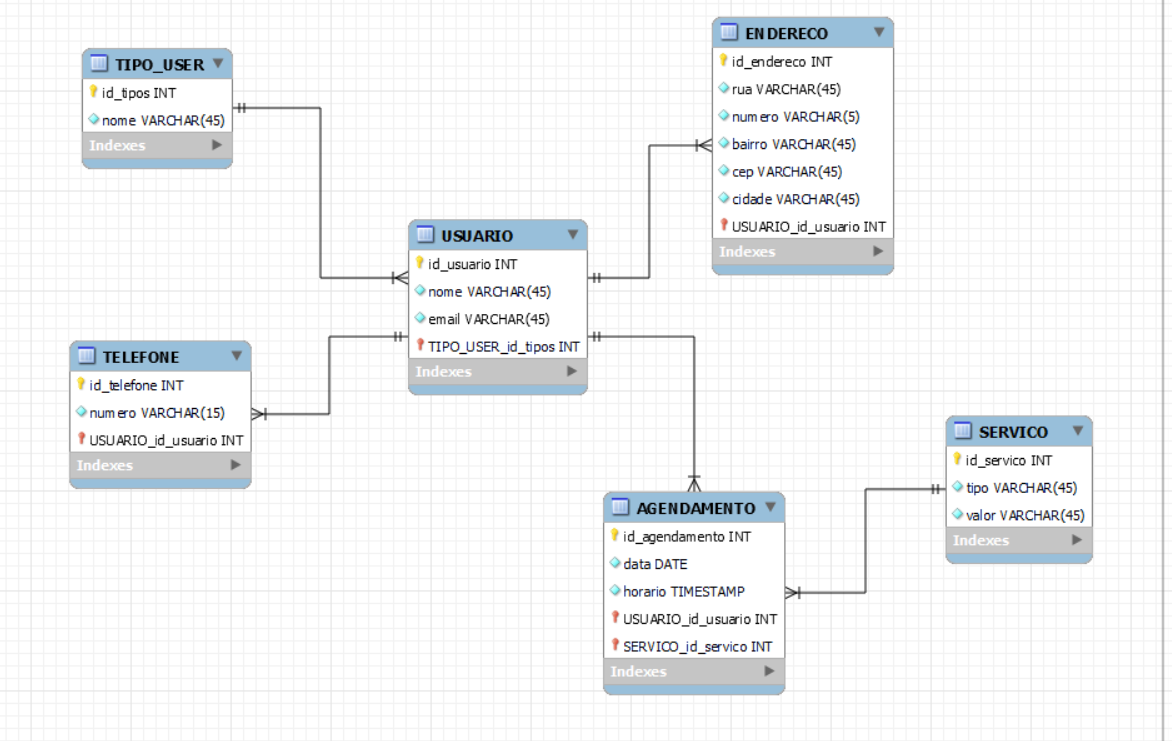 TIPO_USER
id_tipos INT
nome VARCHAR(45)
Indexes
ENDERECO
id_endereco INT
rua VARCHAR(45)
numero VARCHAR(5)
bairro VARCHAR(45)
cep VARCHAR(45)
cidade VARCHAR(45)
USUARIO_id_usuario INT
Indexes
USUARIO
id_usuario INT
nome VARCHAR(45)
email VARCHAR(45)
TIPO_USER_id_tipos INT
Indexes
TELEFONE
id_telefone INT
numero VARCHAR(15)
USUARIO_id_usuario INT
Indexes
AGENDAMENTO
id_agendamento INT
data DATE
horario TIMESTAMP
USUARIO_id_usuario INT
SERVICO_id_servico INT
Indexes
SERVICO
id_servico INT
tipo VARCHAR(45)
valor VARCHAR(45)
Indexes